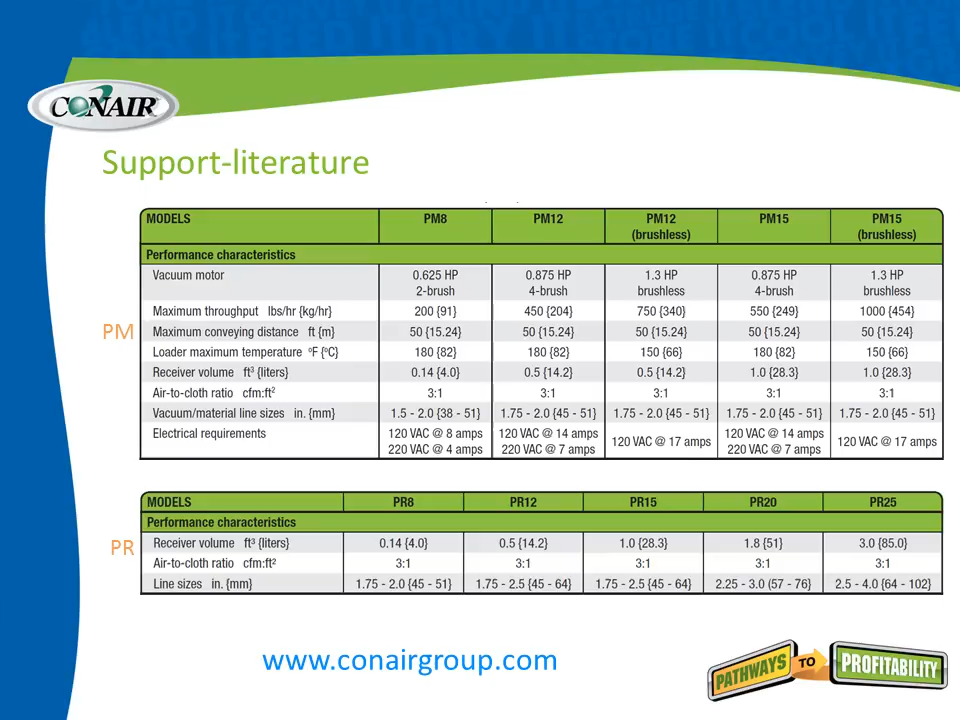 CONAIR
Support-literature
MODELS PM8 PM12 PM12 (brushless) PM15 PM15 (brushless)
Performance characteristics
Vacuum motor 0.625 HP 2-brush 0.875 HP 4-brush 1.3 HP brushless 0.875 HP 4-brush 1.3 HP brushless
Maximum throughput lbs/hr {kg/hr} 200 {91} 450 {204} 750 {340} 550 {249} 1000 {454}
PM
Maximum conveying distance ft {m} 50 {15.24} 50 {15.24} 50 {15.24} 50 {15.24} 50 {15.24}
Loader maximum temperature ºF {ºC} 180 {82} 180 {82} 150 {66} 180 {82} 150 {66}
Receiver volume ft³ {liters} 0.14 {4.0} 0.5 {14.2} 0.5 {14.2} 1.0 {28.3} 1.0 {28.3}
Air-to-cloth ratio cfm:ft² 3:1 3:1 3:1 3:1 3:1
Vacuum/material line sizes in. {mm} 1.5 - 2.0 {38 - 51} 1.75 - 2.0 {45 - 51} 1.75 - 2.0 {45 - 51} 1.75 - 2.0 {45 - 51} 1.75 - 2.0 {45 - 51}
Electrical requirements 120 VAC @ 8 amps 220 VAC @ 4 amps 120 VAC @ 14 amps 220 VAC @ 7 amps 120 VAC @ 17 amps 120 VAC @ 14 amps 220 VAC @ 7 amps 120 VAC @ 17 amps
MODELS PR8 PR12 PR15 PR20 PR25
Performance characteristics
PR
Receiver volume ft³ {liters} 0.14 {4.0} 0.5 {14.2} 1.0 {28.3} 1.8 {51} 3.0 {85.0}
Air-to-cloth ratio cfm:ft² 3:1 3:1 3:1 3:1 3:1
Line sizes in. {mm} 1.75 - 2.0 {45 - 51} 1.75 - 2.5 {45 - 64} 1.75 - 2.5 {45 - 64} 2.25 - 3.0 (57 - 76} 2.5 - 4.0 {64 - 102}
www.conairgroup.com
PATHWAYS TO PROFITABILITY